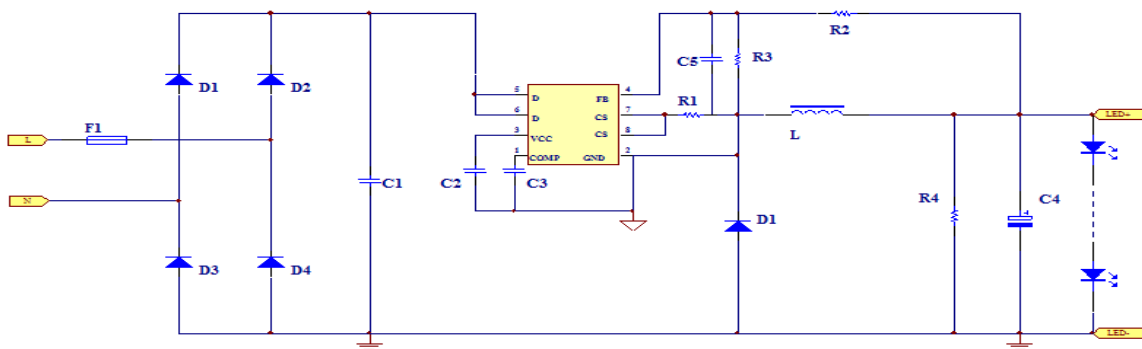 R2
R3
C5
D1
D2
5
D
6
D
3
VCC
1
COMP
FB
4
CS
7
CS
8
GND
2
R1
L
LED+
F1
L
N
C1
C2
C3
D1
R4
C4
D3
D4
LED-